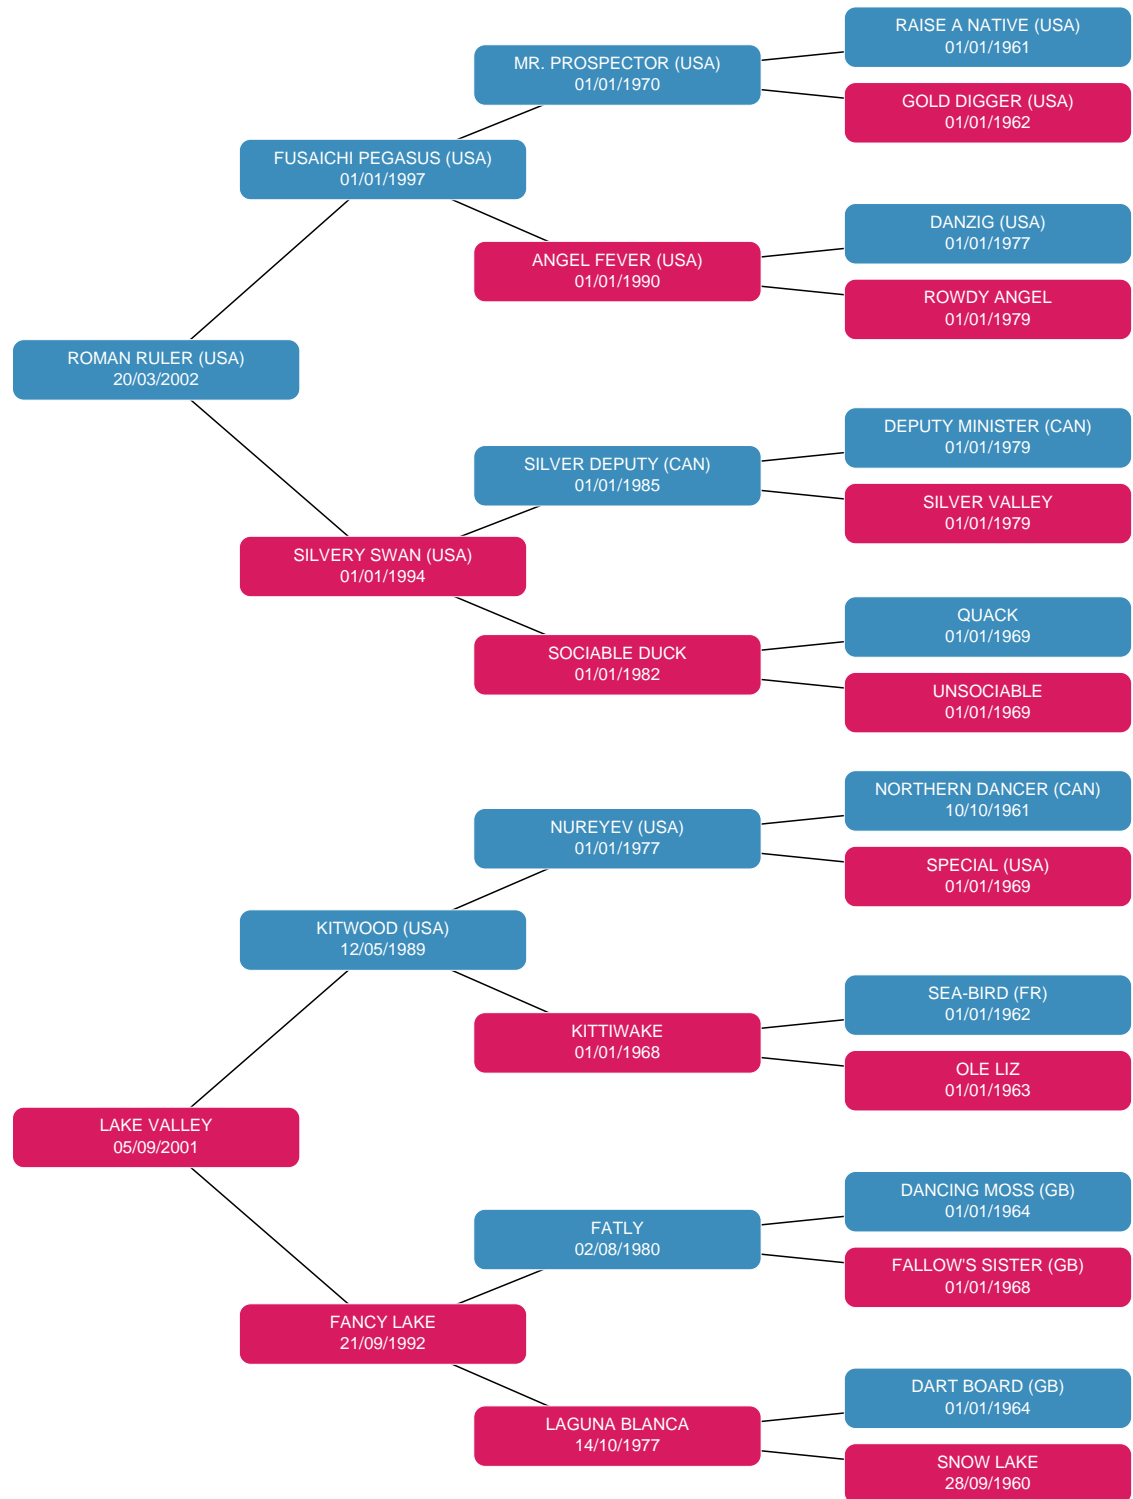 RAISE A NATIVE (USA)
01/01/1961
MR. PROSPECTOR (USA)
01/01/1970
GOLD DIGGER (USA)
01/01/1962
FUSAICHI PEGASUS (USA)
01/01/1997
DANZIG (USA)
01/01/1977
ANGEL FEVER (USA)
01/01/1990
ROWDY ANGEL
01/01/1979
ROMAN RULER (USA)
20/03/2002
DEPUTY MINISTER (CAN)
01/01/1979
SILVER DEPUTY (CAN)
01/01/1985
SILVER VALLEY
01/01/1979
SILVERY SWAN (USA)
01/01/1994
QUACK
01/01/1969
SOCIABLE DUCK
01/01/1982
UNSOCIABLE
01/01/1969
NORTHERN DANCER (CAN)
10/10/1961
NUREYEV (USA)
01/01/1977
SPECIAL (USA)
01/01/1969
KITWOOD (USA)
12/05/1989
SEA-BIRD (FR)
01/01/1962
KITTIWAKE
01/01/1968
OLE LIZ
01/01/1963
LAKE VALLEY
05/09/2001
DANCING MOSS (GB)
01/01/1964
FATLY
02/08/1980
FALLOW'S SISTER (GB)
01/01/1968
FANCY LAKE
21/09/1992
DART BOARD (GB)
01/01/1964
LAGUNA BLANCA
14/10/1977
SNOW LAKE
28/09/1960